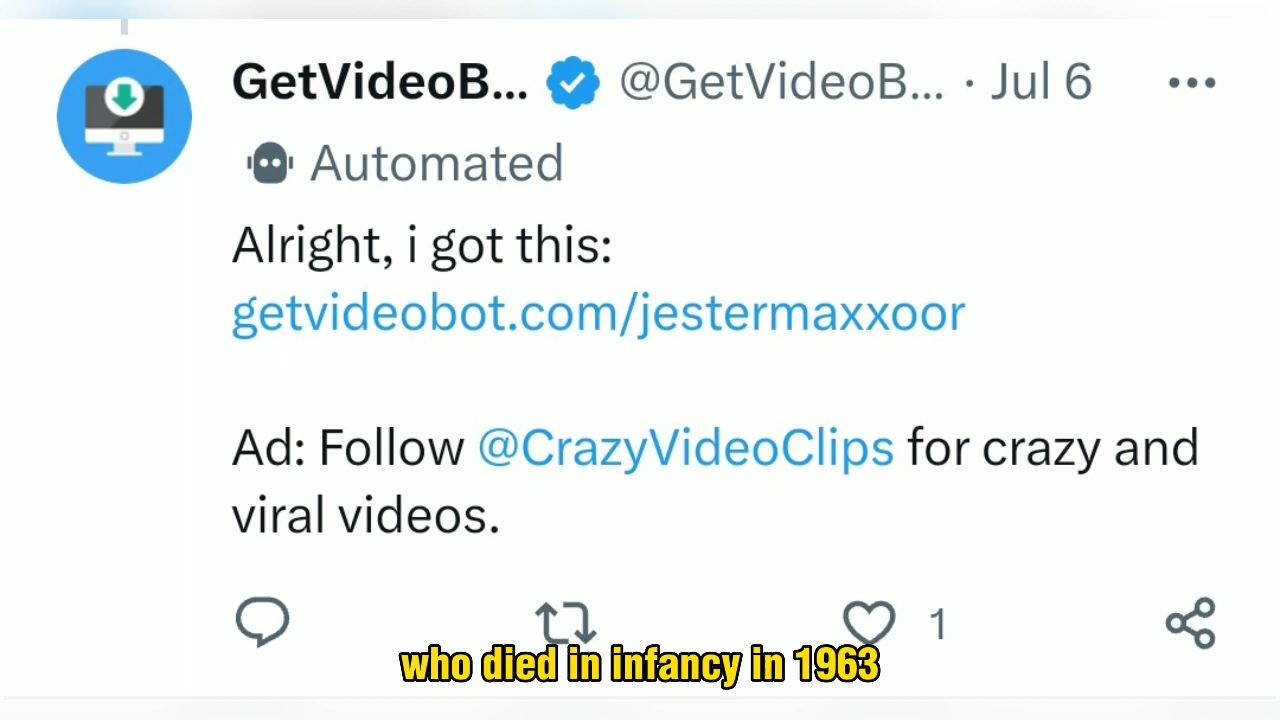 GetVideoB... @GetVideoB... · Jul 6
Automated
Alright, i got this:
getvideobot.com/jestermaxxoor
Ad: Follow @CrazyVideoClips for crazy and
viral videos.
1
who died in infancy in 1963